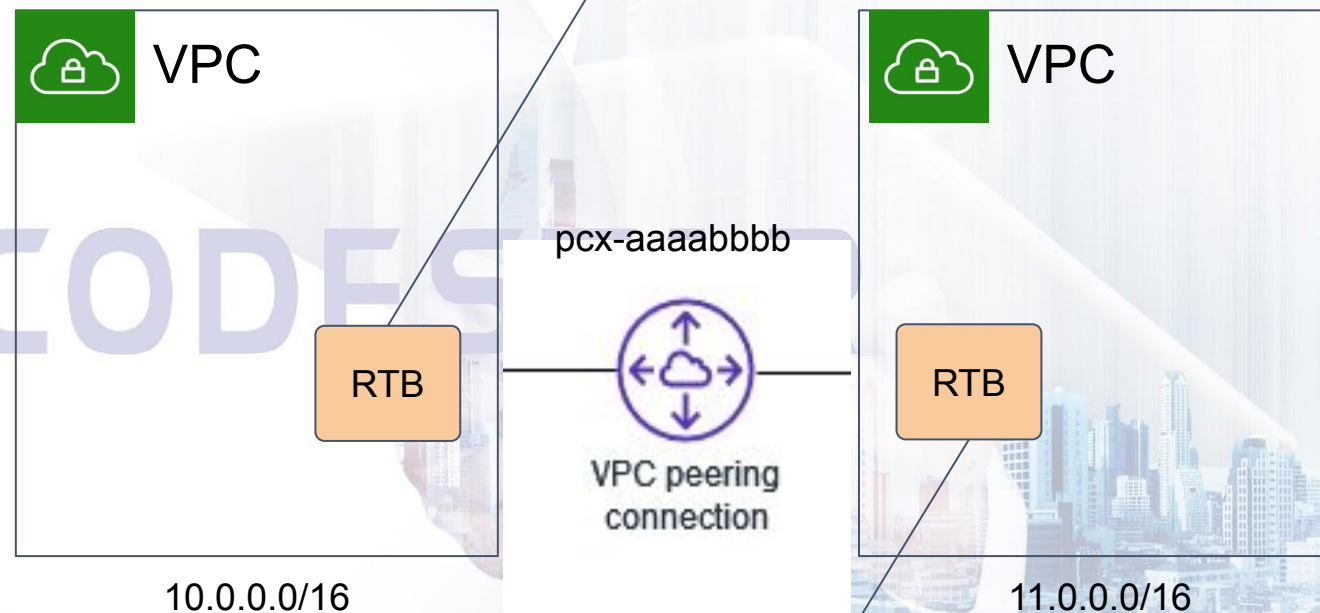 VPC
VPC
pcx-aaaabbbb
RTB
RTB
VPC peering
connection
10.0.0.0/16
11.0.0.0/16